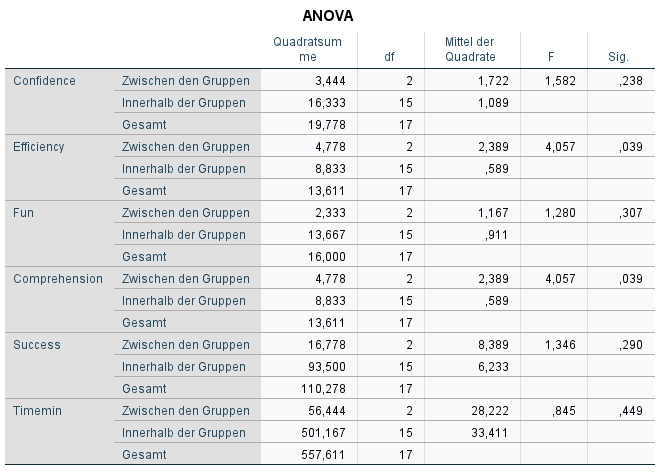 ANOVA
Quadratsum
me df Mittel der
Quadrate F Sig.
Confidence Zwischen den Gruppen 3,444 2 1,722 1,582 ,238
Innerhalb der Gruppen 16,333 15 1,089
Gesamt 19,778 17
Efficiency Zwischen den Gruppen 4,778 2 2,389 4,057 ,039
Innerhalb der Gruppen 8,833 15 ,589
Gesamt 13,611 17
Fun Zwischen den Gruppen 2,333 2 1,167 1,280 ,307
Innerhalb der Gruppen 13,667 15 ,911
Gesamt 16,000 17
Comprehension Zwischen den Gruppen 4,778 2 2,389 4,057 ,039
Innerhalb der Gruppen 8,833 15 ,589
Gesamt 13,611 17
Success Zwischen den Gruppen 16,778 2 8,389 1,346 ,290
Innerhalb der Gruppen 93,500 15 6,233
Gesamt 110,278 17
Timemin Zwischen den Gruppen 56,444 2 28,222 ,845 ,449
Innerhalb der Gruppen 501,167 15 33,411
Gesamt 557,611 17